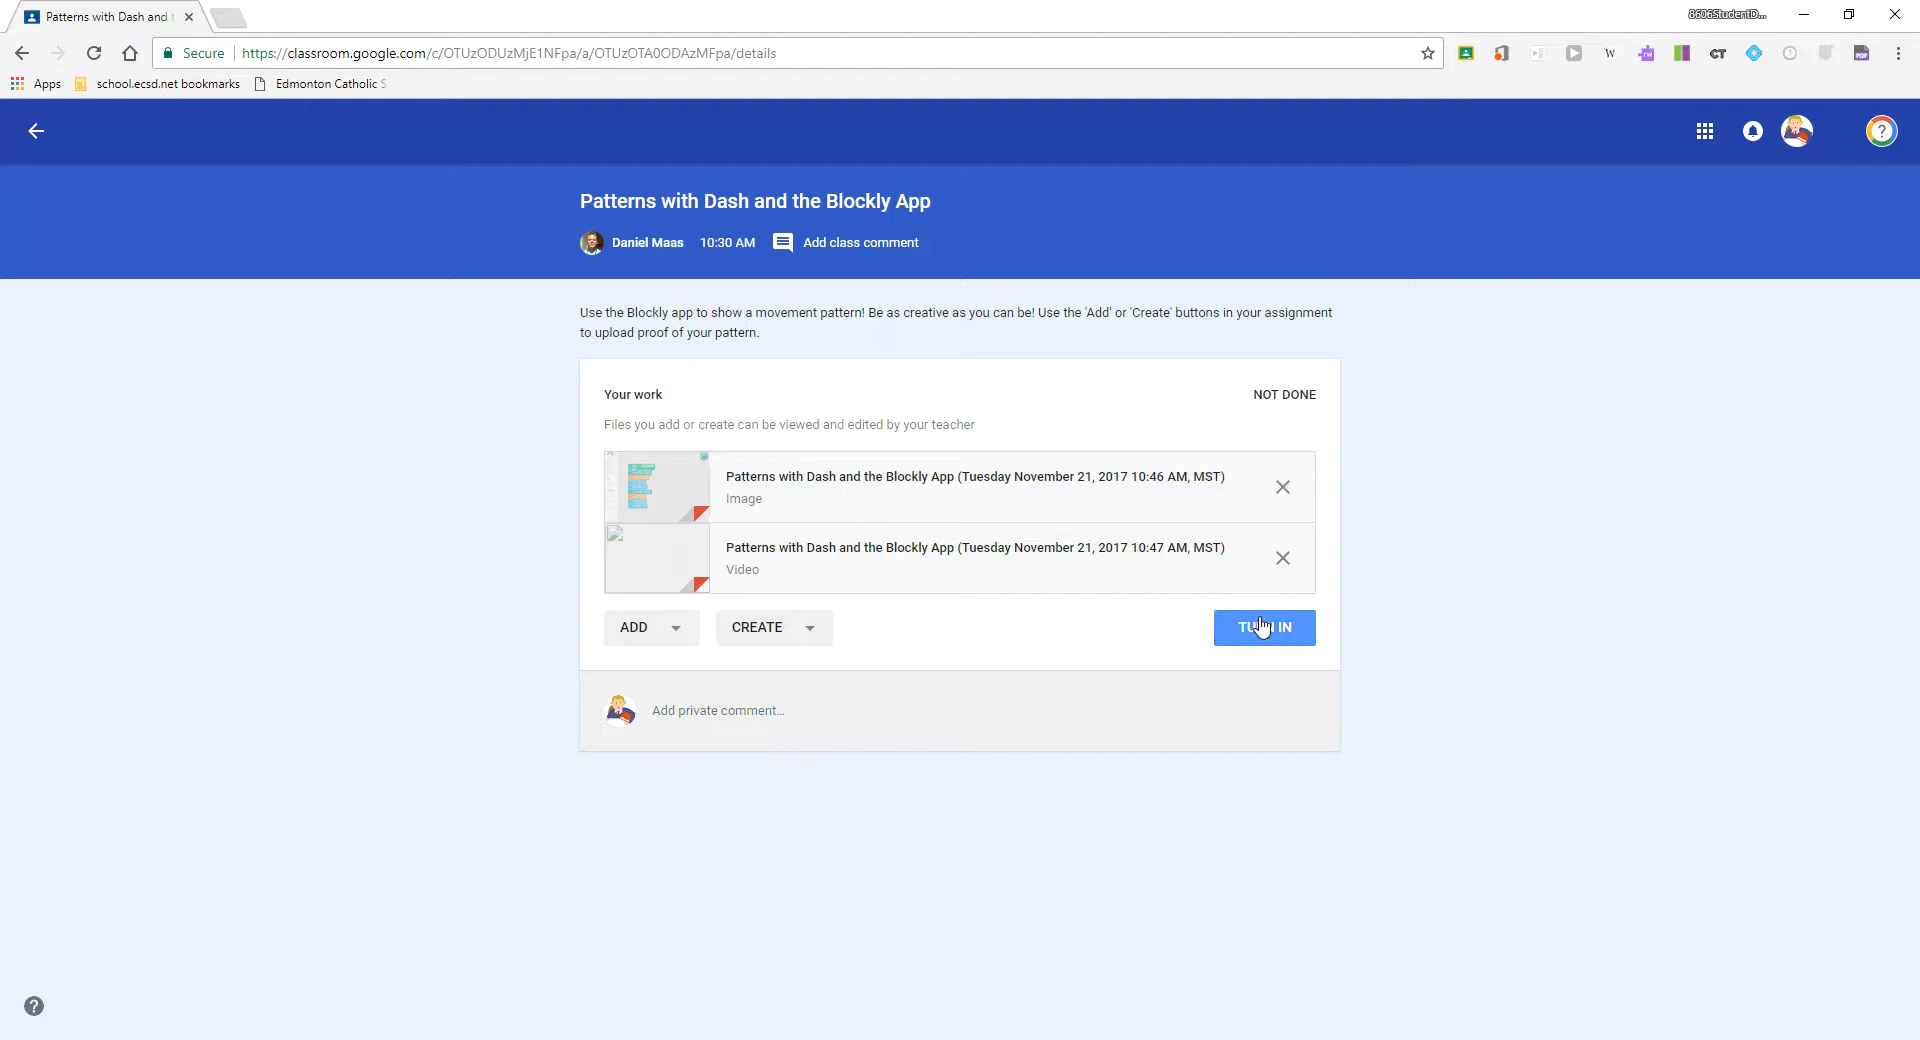 Patterns with Dash and t
8606StudentD...
Secure https://classroom.google.com/c/OTUzODUzMjE1NFpa/a/OTUzOTA0ODAzMFpa/details
W
CT
PDF
Apps school.ecsd.net bookmarks Edmonton Catholic S
?
Patterns with Dash and the Blockly App
Daniel Maas 10:30 AM Add class comment
Use the Blockly app to show a movement pattern! Be as creative as you can be! Use the 'Add' or 'Create' buttons in your assignment
to upload proof of your pattern.
Your work NOT DONE
Files you add or create can be viewed and edited by your teacher
Patterns with Dash and the Blockly App (Tuesday November 21, 2017 10:46 AM, MST)
Image
Patterns with Dash and the Blockly App (Tuesday November 21, 2017 10:47 AM, MST)
Video
ADD CREATE TURN IN
Add private comment...
?